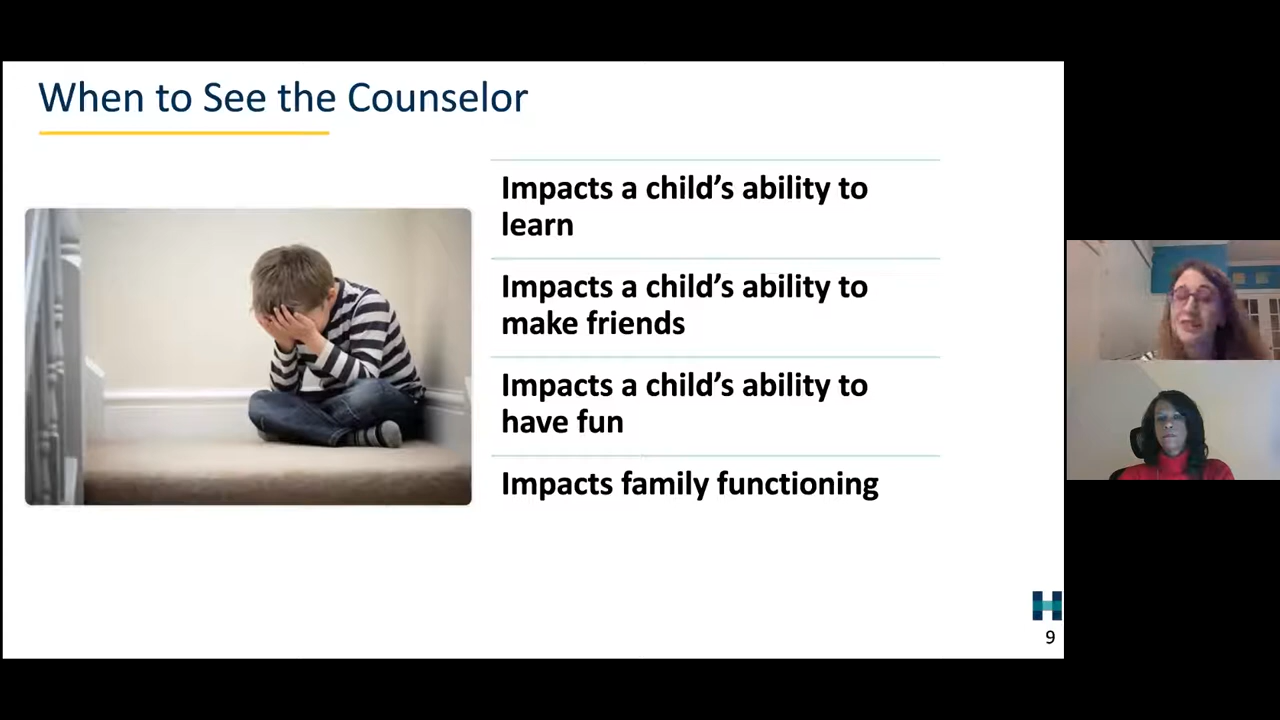 When to See the Counselor
Impacts a child’s ability to
learn
Impacts a child’s ability to
make friends
Impacts a child’s ability to
have fun
Impacts family functioning
H
9